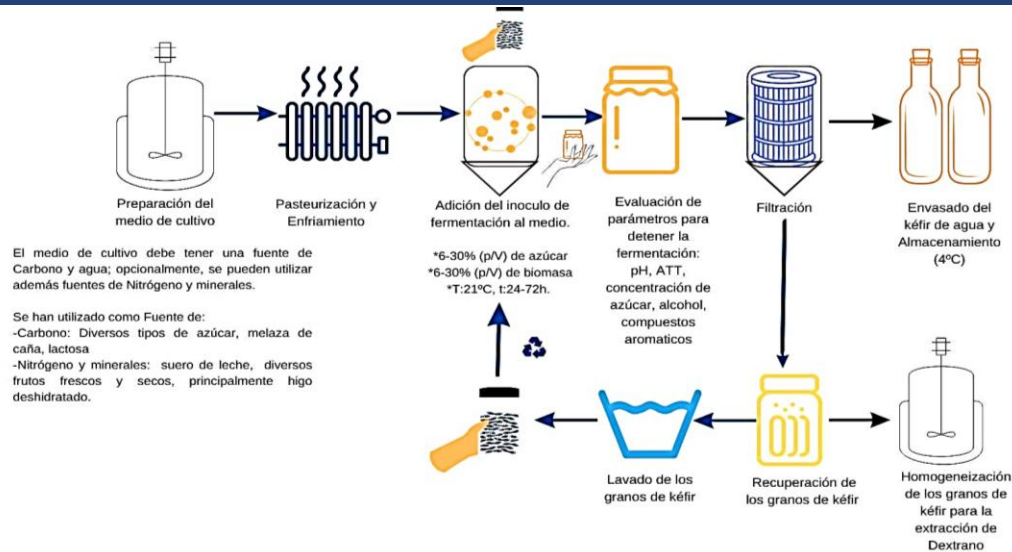 Preparación del
medio de cultivo
Pasteurización y
Enfriamiento
Adición del inoculo de
fermentación al medio.
*6-30% (p/V) de azúcar
*6-30% (p/V) de biomasa
*T:21ºC, t:24-72h.
Evaluación de
parámetros para
detener la
fermentación:
pH, ATT,
concentración de
azúcar, alcohol,
compuestos
aromaticos
Filtración
Envasado del
kéfir de agua y
Almacenamiento
(4ºC)
El medio de cultivo debe tener una fuente de
Carbono y agua; opcionalmente, se pueden utilizar
además fuentes de Nitrógeno y minerales.
Se han utilizado como Fuente de:
-Carbono: Diversos tipos de azúcar, melaza de
caña, lactosa
-Nitrógeno y minerales: suero de leche, diversos
frutos frescos y secos, principalmente higo
deshidratado.
Lavado de los
granos de kéfir
Recuperación de
los granos de kéfir
Homogeneización
de los granos de
kéfir para la
extracción de
Dextrano